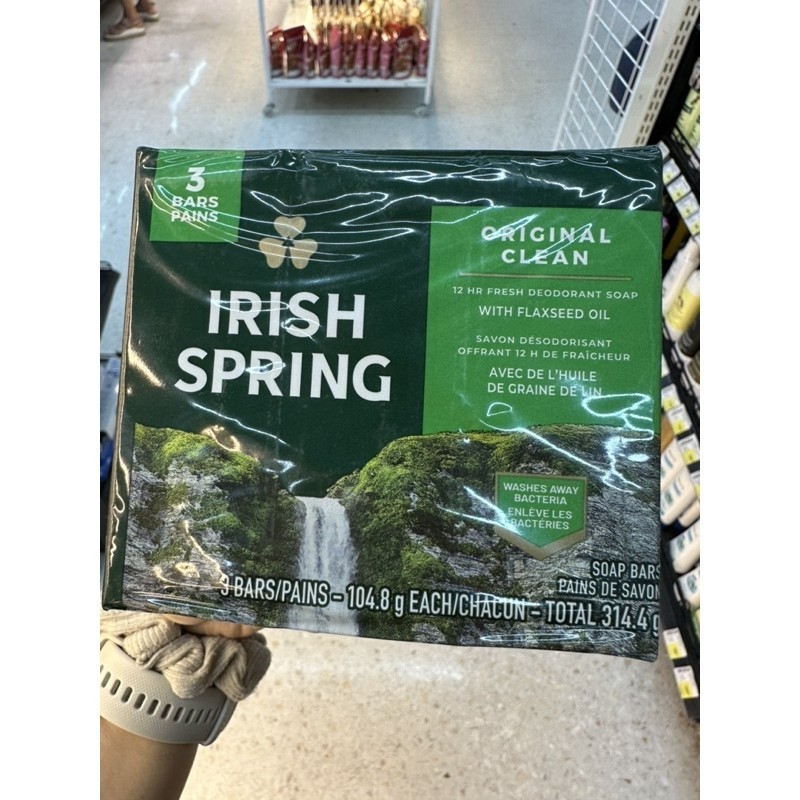 3
BARS
PAINS
IRISH
SPRING
ORIGINAL
CLEAN
12 HR FRESH DEODORANT SOAP
WITH FLAXSEED OIL
SAVON DÉSODORISANT
OFFRANT 12 H DE FRAÎCHEUR
AVEC DE L'HUILE
DE GRAINE DE LIN
WASHES AWAY
BACTERIA
ENLÈVE LES
BACTÉRIES
SOAP BARS
PAINS DE SAVON
3 BARS/PAINS – 104.8 g EACH/CHACUN – TOTAL 314.4 g